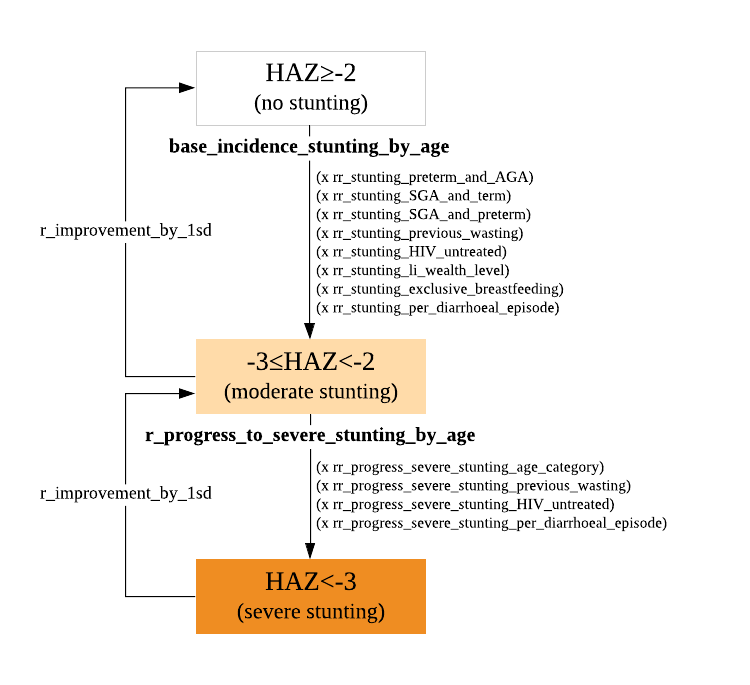 HAZ≥-2
(no stunting)
base_incidence_stunting_by_age
(x rr_stunting_preterm_and_AGA)
(x rr_stunting_SGA_and_term)
(x rr_stunting_SGA_and_preterm)
(x rr_stunting_previous_wasting)
(x rr_stunting_HIV_untreated)
(x rr_stunting_li_wealth_level)
(x rr_stunting_exclusive_breastfeeding)
(x rr_stunting_per_diarrhoeal_episode)
r_improvement_by_1sd
-3≤HAZ<-2
(moderate stunting)
r_progress_to_severe_stunting_by_age
(x rr_progress_severe_stunting_age_category)
(x rr_progress_severe_stunting_previous_wasting)
(x rr_progress_severe_stunting_HIV_untreated)
(x rr_progress_severe_stunting_per_diarrhoeal_episode)
r_improvement_by_1sd
HAZ<-3
(severe stunting)